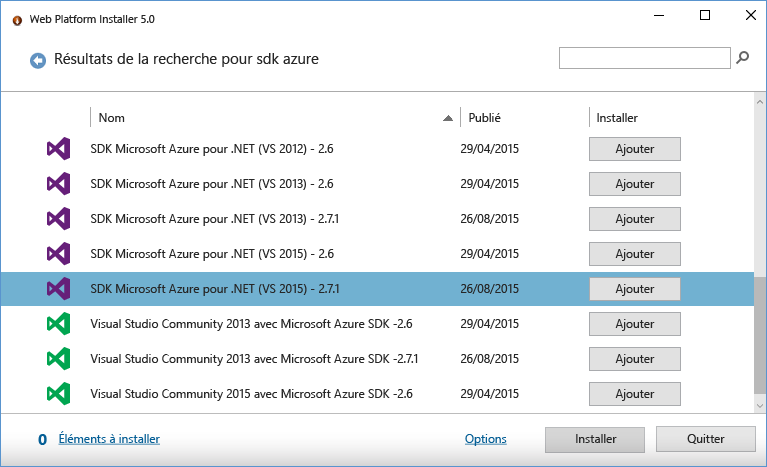 Web Platform Installer 5.0
Résultats de la recherche pour sdk azure
Nom Publié Installer
SDK Microsoft Azure pour .NET (VS 2012) - 2.6 29/04/2015 Ajouter
SDK Microsoft Azure pour .NET (VS 2013) - 2.6 29/04/2015 Ajouter
SDK Microsoft Azure pour .NET (VS 2013) - 2.7.1 26/08/2015 Ajouter
SDK Microsoft Azure pour .NET (VS 2015) - 2.6 29/04/2015 Ajouter
SDK Microsoft Azure pour .NET (VS 2015) - 2.7.1 26/08/2015 Ajouter
Visual Studio Community 2013 avec Microsoft Azure SDK -2.6 29/04/2015 Ajouter
Visual Studio Community 2013 avec Microsoft Azure SDK -2.7.1 26/08/2015 Ajouter
Visual Studio Community 2015 avec Microsoft Azure SDK -2.6 29/04/2015 Ajouter
0 Éléments à installer Options Installer Quitter